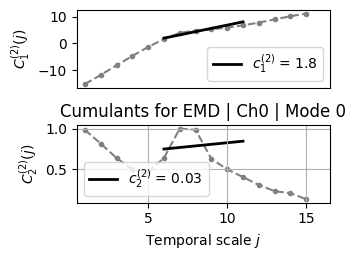 10
0
−10
C₁⁽²⁾(j)
c₁⁽²⁾ = 1.8
Cumulants for EMD | Ch0 | Mode 0
1.0
0.5
C₂⁽²⁾(j)
c₂⁽²⁾ = 0.03
5 10 15
Temporal scale j